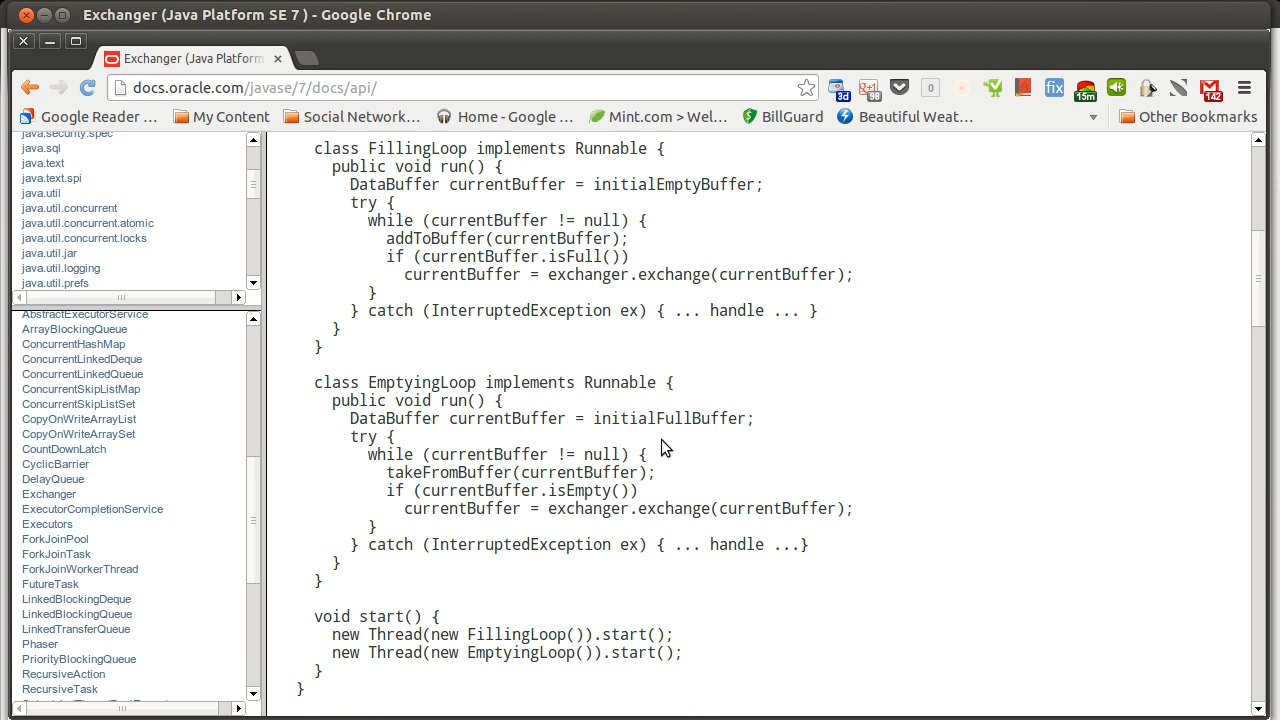 Exchanger (Java Platform SE 7 ) - Google Chrome
Exchanger (Java Platform
docs.oracle.com/javase/7/docs/api/
3d
0
fix
15m
142
Google Reader ...
My Content
Social Network...
Home - Google ...
Mint.com > Wel...
BillGuard
Beautiful Weat...
Other Bookmarks
java.security.spec
java.sql
java.text
java.text.spi
java.util
java.util.concurrent
java.util.concurrent.atomic
java.util.concurrent.locks
java.util.jar
java.util.logging
java.util.prefs
AbstractExecutorService
ArrayBlockingQueue
ConcurrentHashMap
ConcurrentLinkedDeque
ConcurrentLinkedQueue
ConcurrentSkipListMap
ConcurrentSkipListSet
CopyOnWriteArrayList
CopyOnWriteArraySet
CountDownLatch
CyclicBarrier
DelayQueue
Exchanger
ExecutorCompletionService
Executors
ForkJoinPool
ForkJoinTask
ForkJoinWorkerThread
FutureTask
LinkedBlockingDeque
LinkedBlockingQueue
LinkedTransferQueue
Phaser
PriorityBlockingQueue
RecursiveAction
RecursiveTask
class FillingLoop implements Runnable {
public void run() {
DataBuffer currentBuffer = initialEmptyBuffer;
try {
while (currentBuffer != null) {
addToBuffer(currentBuffer);
if (currentBuffer.isFull())
currentBuffer = exchanger.exchange(currentBuffer);
}
} catch (InterruptedException ex) { ... handle ... }
}
}
class EmptyingLoop implements Runnable {
public void run() {
DataBuffer currentBuffer = initialFullBuffer;
try {
while (currentBuffer != null) {
takeFromBuffer(currentBuffer);
if (currentBuffer.isEmpty())
currentBuffer = exchanger.exchange(currentBuffer);
}
} catch (InterruptedException ex) { ... handle ...}
}
}
void start() {
new Thread(new FillingLoop()).start();
new Thread(new EmptyingLoop()).start();
}
}